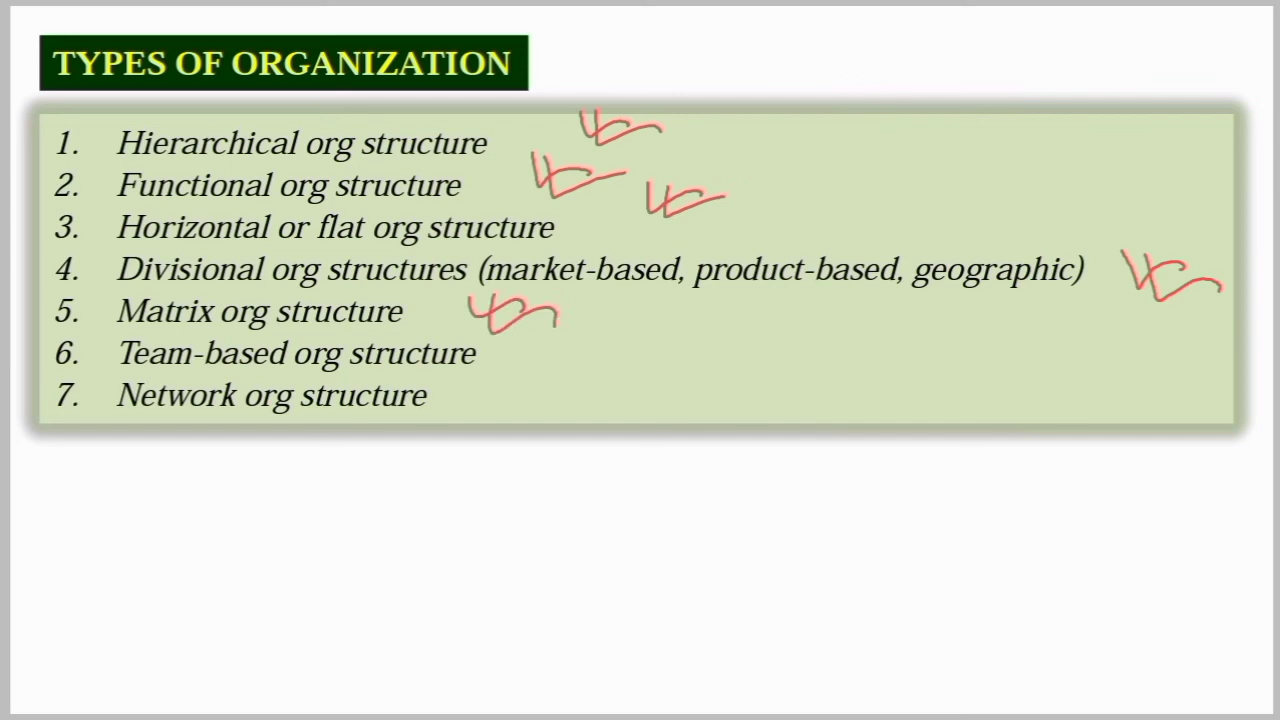 TYPES OF ORGANIZATION
1. Hierarchical org structure
2. Functional org structure
3. Horizontal or flat org structure
4. Divisional org structures (market-based, product-based, geographic)
5. Matrix org structure
6. Team-based org structure
7. Network org structure